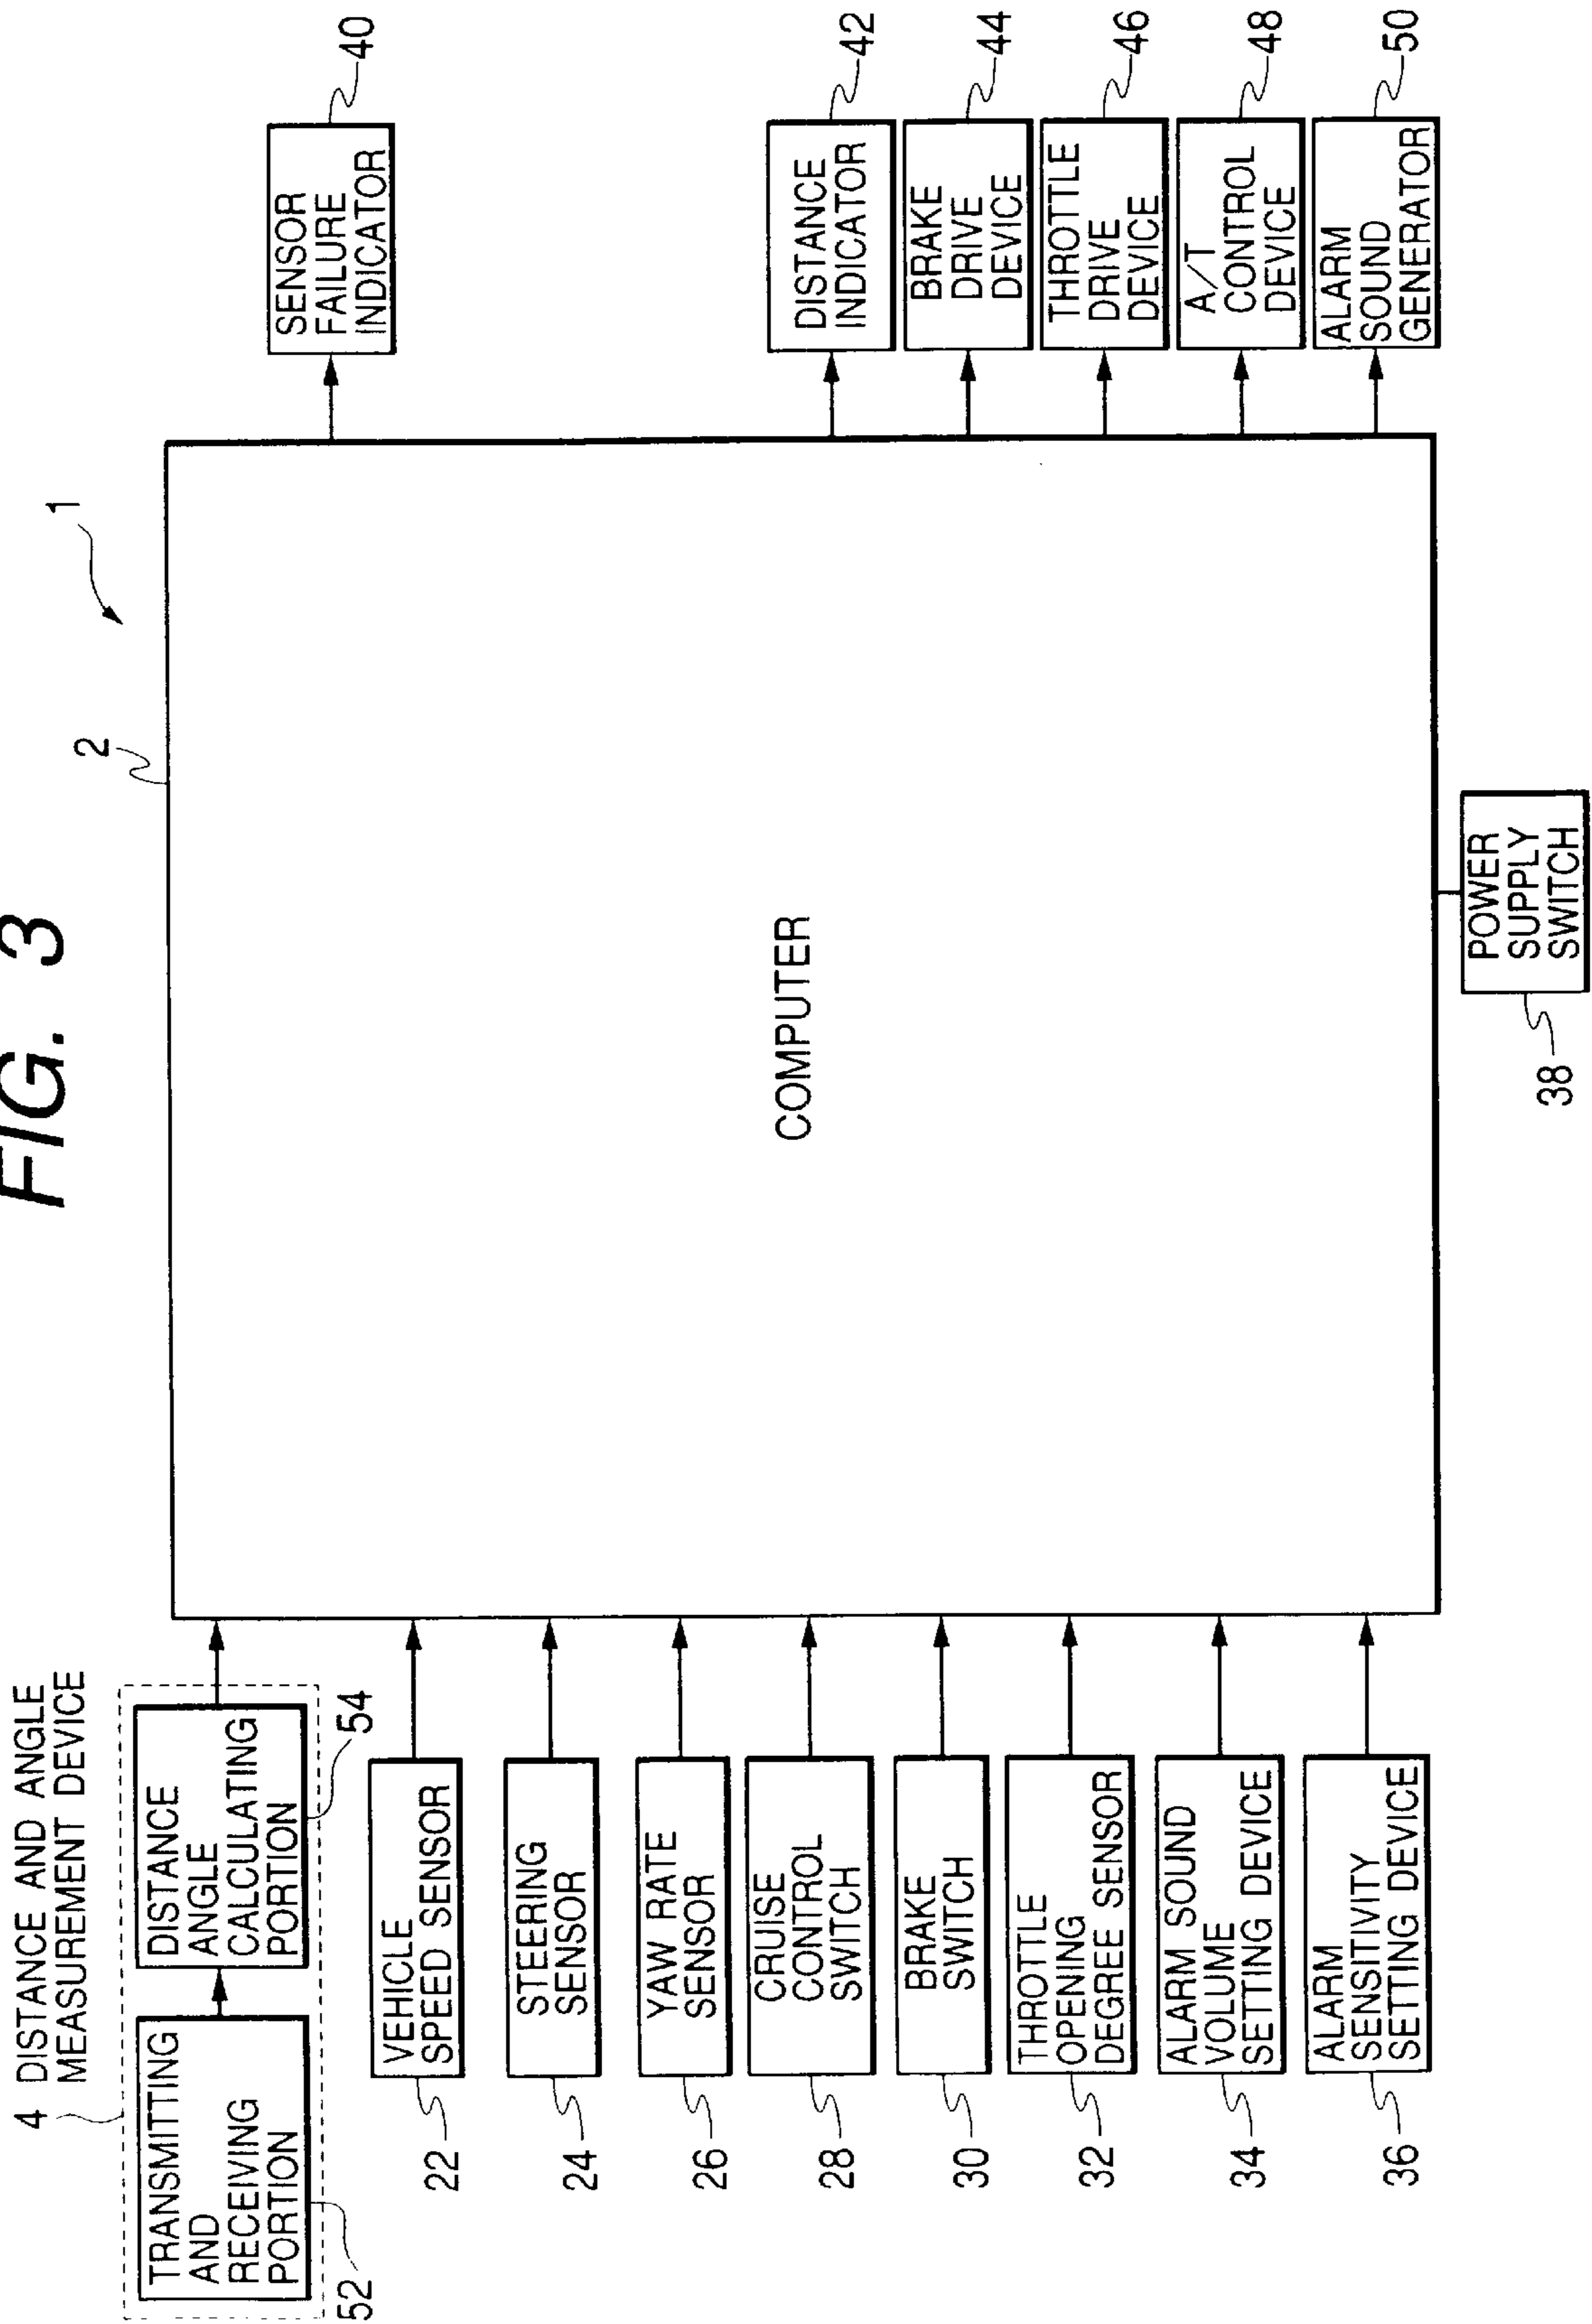 FIG. 3
4 DISTANCE AND ANGLE
MEASUREMENT DEVICE
TRANSMITTING
AND
RECEIVING
PORTION
52
DISTANCE
ANGLE
CALCULATING
PORTION
54
VEHICLE
SPEED SENSOR
22
STEERING
SENSOR
24
YAW RATE
SENSOR
26
CRUISE
CONTROL
SWITCH
28
BRAKE
SWITCH
30
THROTTLE
OPENING
DEGREE SENSOR
32
ALARM SOUND
VOLUME
SETTING DEVICE
34
ALARM
SENSITIVITY
SETTING DEVICE
36
1
2
COMPUTER
POWER
SUPPLY
SWITCH
38
SENSOR
FAILURE
INDICATOR
40
DISTANCE
INDICATOR
42
BRAKE
DRIVE
DEVICE
44
THROTTLE
DRIVE
DEVICE
46
A/T
CONTROL
DEVICE
48
ALARM
SOUND
GENERATOR
50